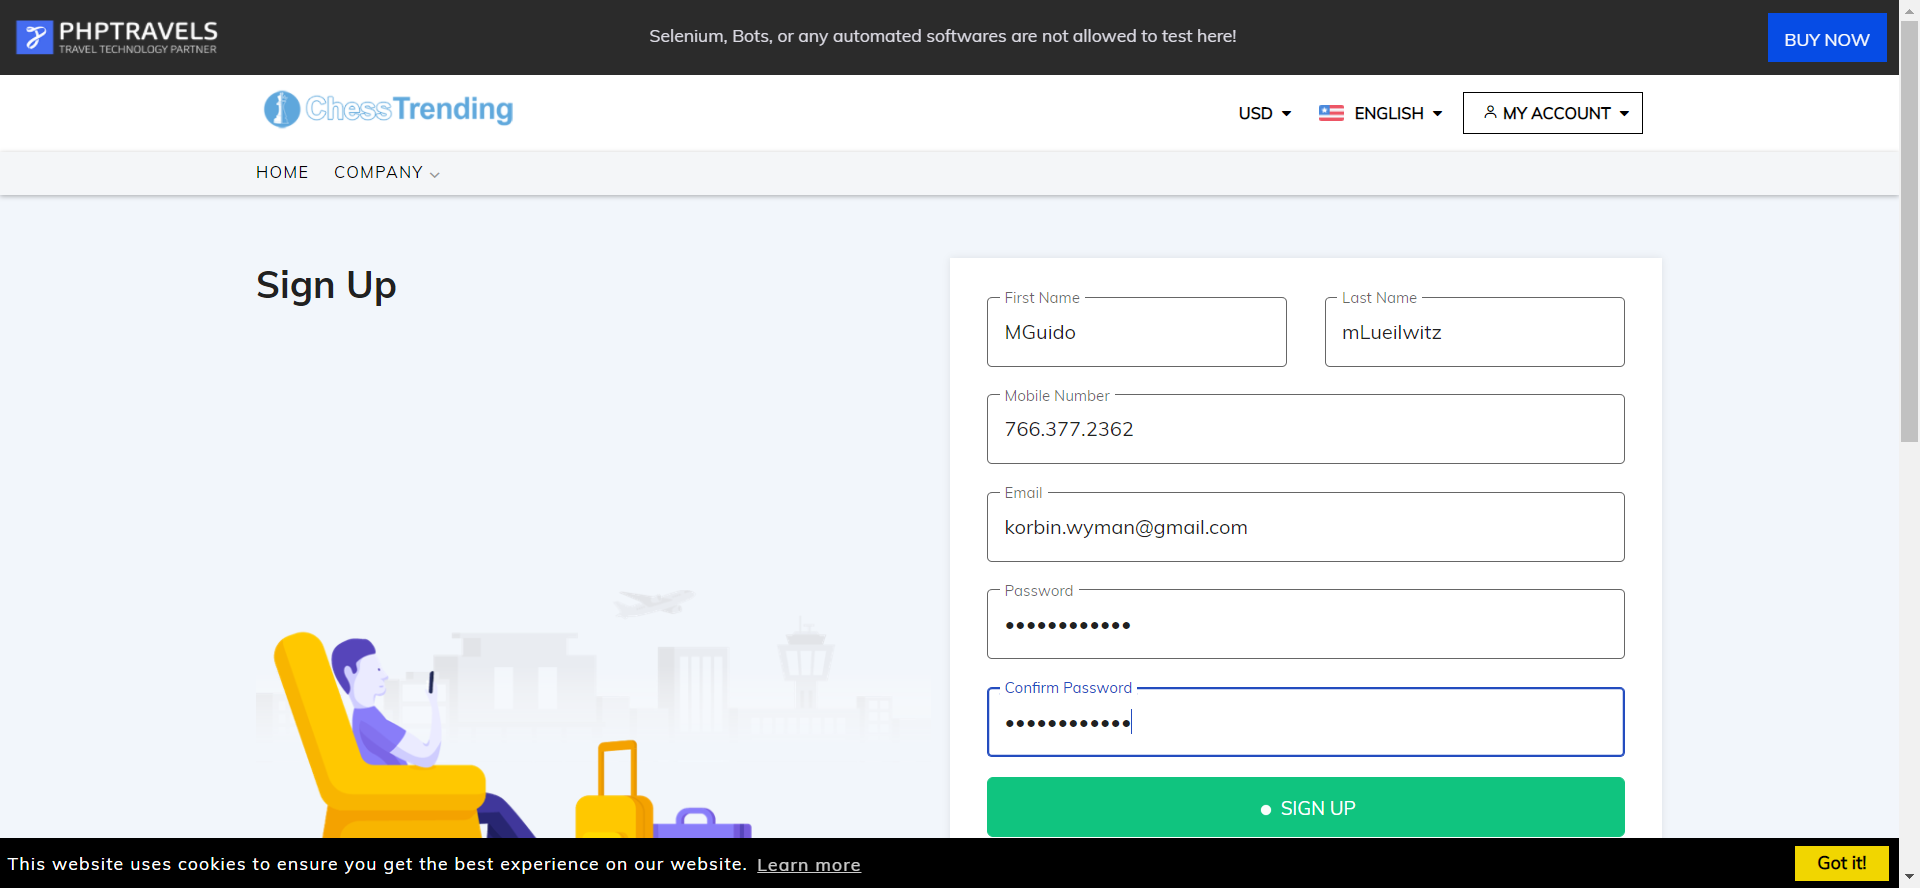 PHPTRAVELS
TRAVEL TECHNOLOGY PARTNER
Selenium, Bots, or any automated softwares are not allowed to test here!
BUY NOW
ChessTrending
USD
ENGLISH
MY ACCOUNT
HOME
COMPANY
Sign Up
First Name
MGuido
Last Name
mLueilwitz
Mobile Number
766.377.2362
Email
korbin.wyman@gmail.com
Password
••••••••••••
Confirm Password
••••••••••••
SIGN UP
This website uses cookies to ensure you get the best experience on our website. Learn more
Got it!